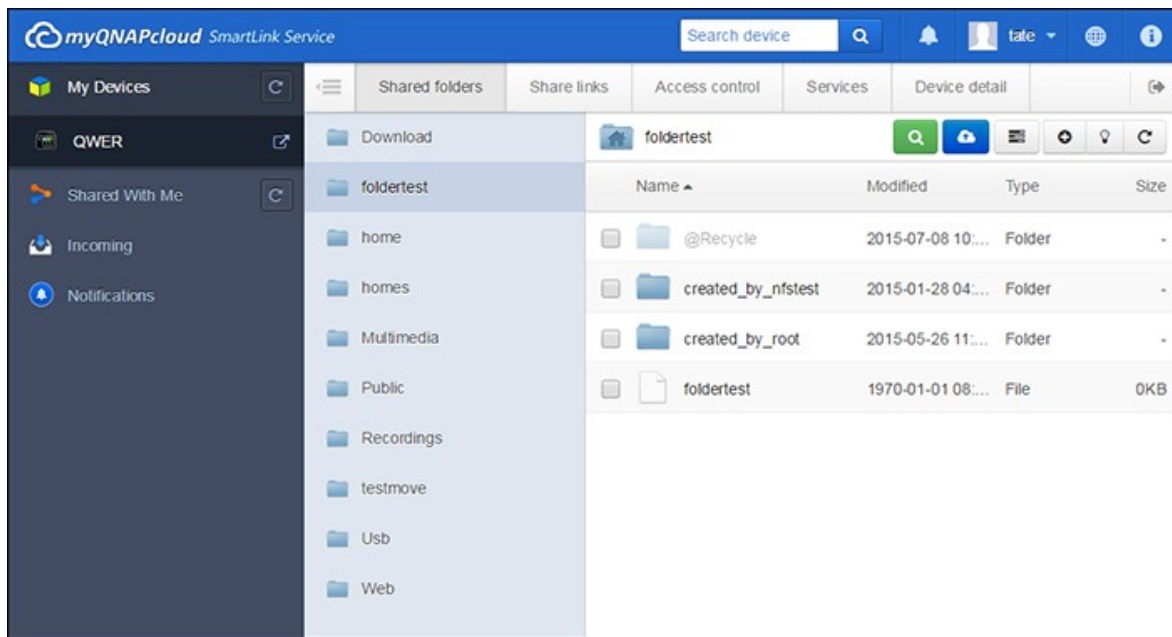 myQNAPcloud SmartLink Service
Search device
tate
My Devices
Shared folders
Share links
Access control
Services
Device detail
QWER
Download
foldertest
Shared With Me
foldertest
Name
Modified
Type
Size
Incoming
home
@Recycle
2015-07-08 10:...
Folder
-
Notifications
homes
created_by_nfstest
2015-01-28 04:...
Folder
-
Multimedia
created_by_root
2015-05-26 11:...
Folder
-
Public
foldertest
1970-01-01 08:...
File
0KB
Recordings
testmove
Usb
Web